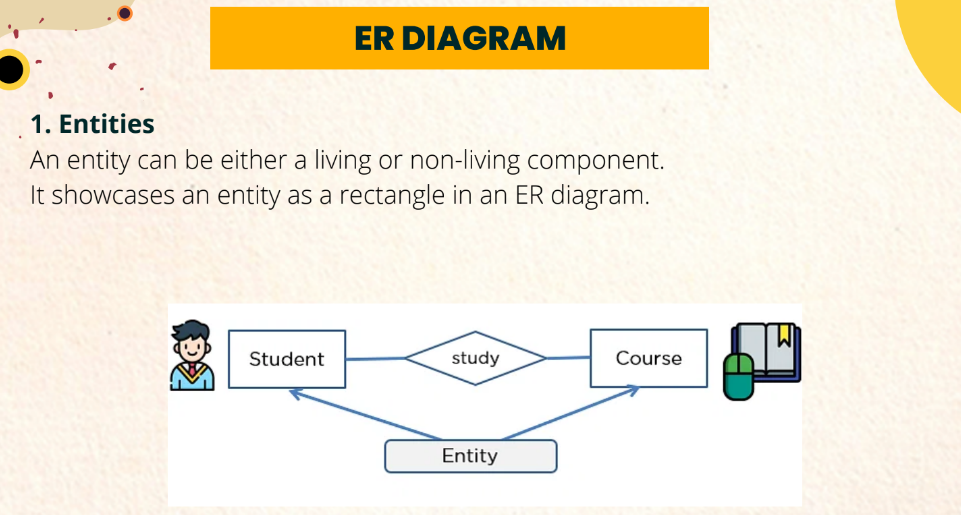 ER DIAGRAM
1. Entities
An entity can be either a living or non-living component.
It showcases an entity as a rectangle in an ER diagram.
Student
study
Course
Entity